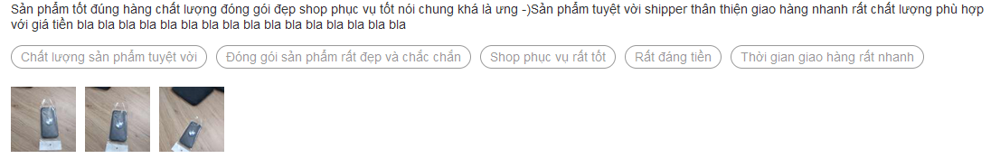 Sản phẩm tốt đúng hàng chất lượng đóng gói đẹp shop phục vụ tốt nói chung khá là ưng -)Sản phẩm tuyệt vời shipper thân thiện giao hàng nhanh rất chất lượng phù hợp
với giá tiền bla bla bla bla bla bla bla bla bla bla bla bla bla bla bla bla
Chất lượng sản phẩm tuyệt vời Đóng gói sản phẩm rất đẹp và chắc chắn Shop phục vụ rất tốt Rất đáng tiền Thời gian giao hàng rất nhanh